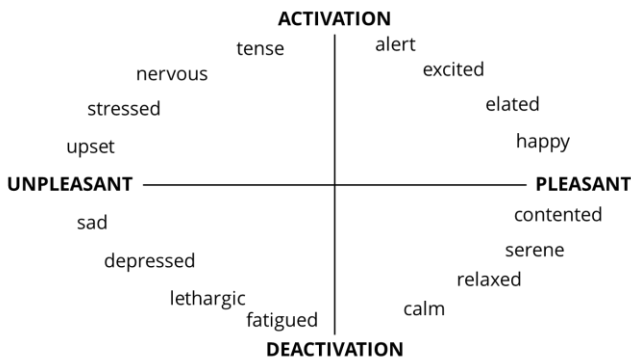 ACTIVATION
tense
alert
nervous
excited
stressed
elated
upset
happy
UNPLEASANT
PLEASANT
sad
contented
depressed
serene
relaxed
lethargic
calm
fatigued
DEACTIVATION